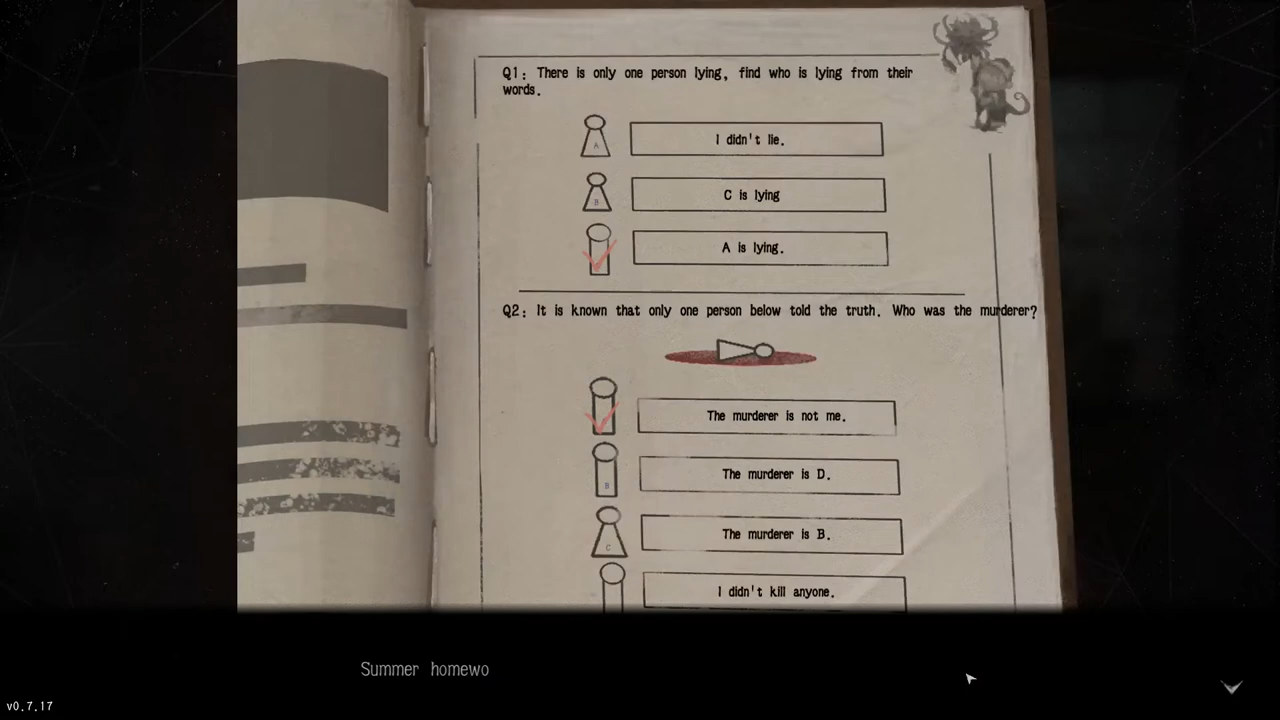 Q1: There is only one person lying, find who is lying from their
words.
A
I didn't lie.
B
C is lying
A is lying.
Q2: It is known that only one person below told the truth. Who was the murderer?
The murderer is not me.
B
The murderer is D.
C
The murderer is B.
I didn't kill anyone.
Summer homewo
v0.7.17